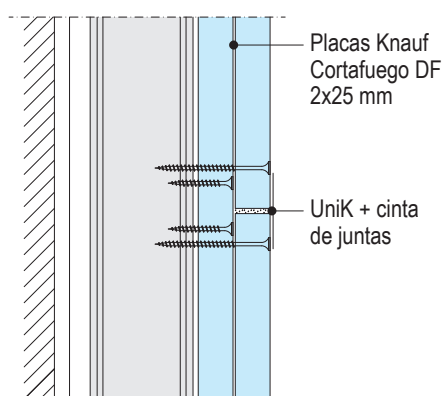 Placas Knauf
Cortafuego DF
2x25 mm
UniK + cinta
de juntas